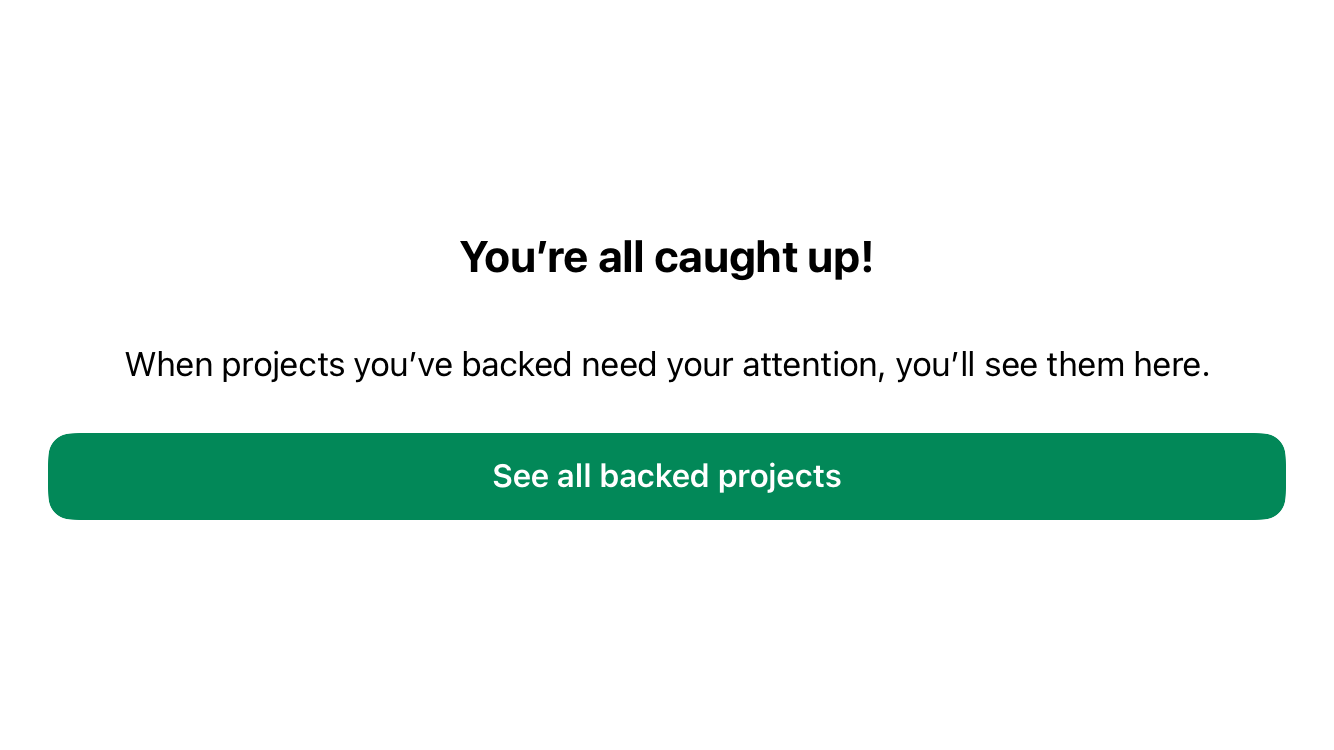 You’re all caught up!
When projects you’ve backed need your attention, you’ll see them here.
See all backed projects